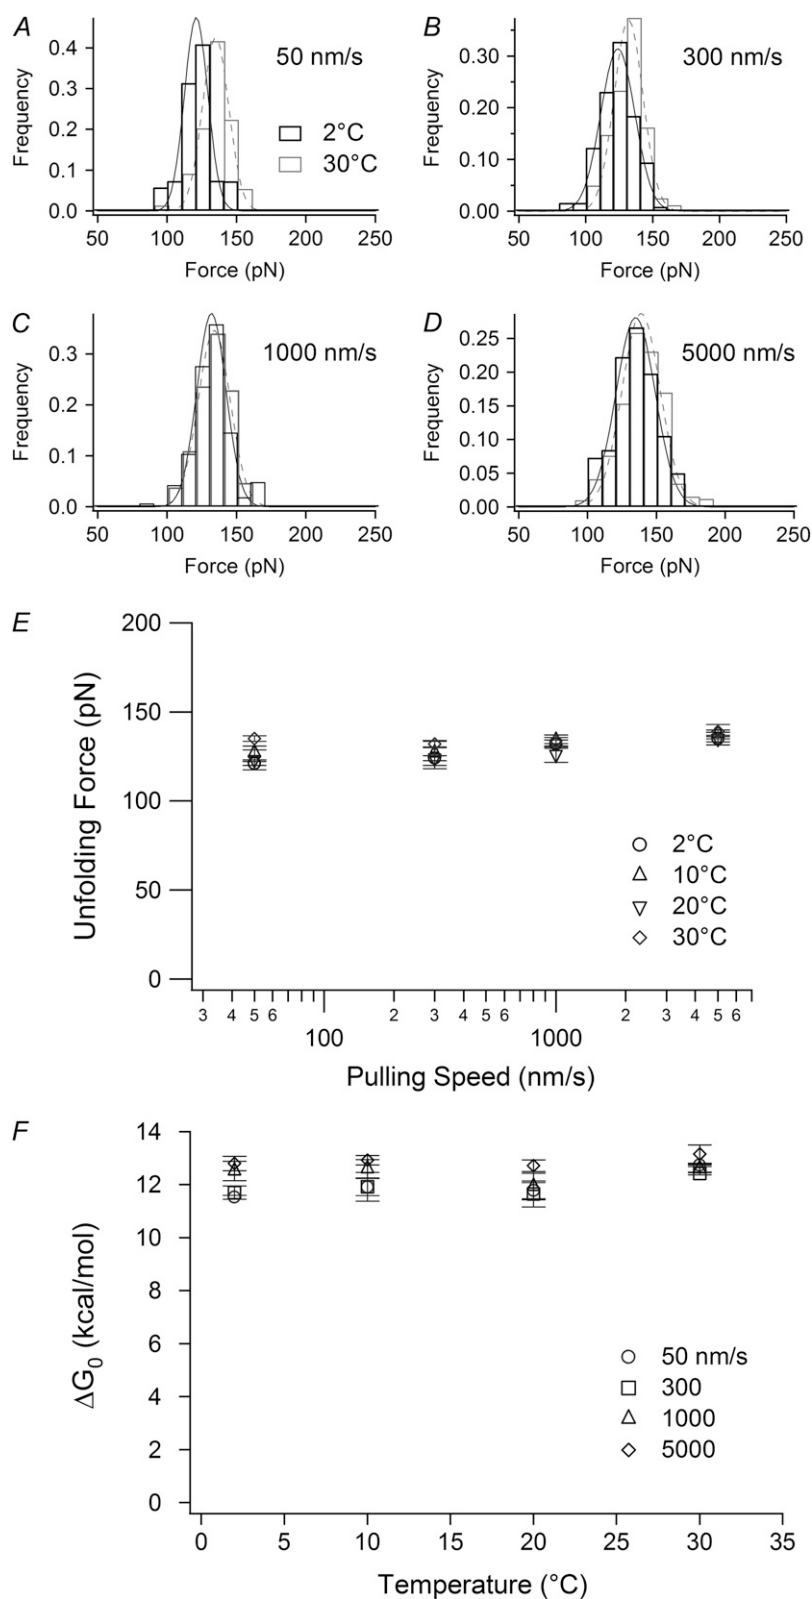 A
50 nm/s
Frequency
0.4
0.3
0.2
0.1
0.0
2°C
30°C
50 100 150 200 250
Force (pN)
B
300 nm/s
Frequency
0.30
0.20
0.10
0.00
50 100 150 200 250
Force (pN)
C
1000 nm/s
Frequency
0.3
0.2
0.1
0.0
50 100 150 200 250
Force (pN)
D
5000 nm/s
Frequency
0.25
0.20
0.15
0.10
0.05
0.00
50 100 150 200 250
Force (pN)
E
Unfolding Force (pN)
200
150
100
50
0
2°C
10°C
20°C
30°C
3 4 5 6 2 3 4 5 6 2 3 4 5 6
100 1000
Pulling Speed (nm/s)
F
ΔG0 (kcal/mol)
14
12
10
8
6
4
2
0
50 nm/s
300
1000
5000
0 5 10 15 20 25 30 35
Temperature (°C)